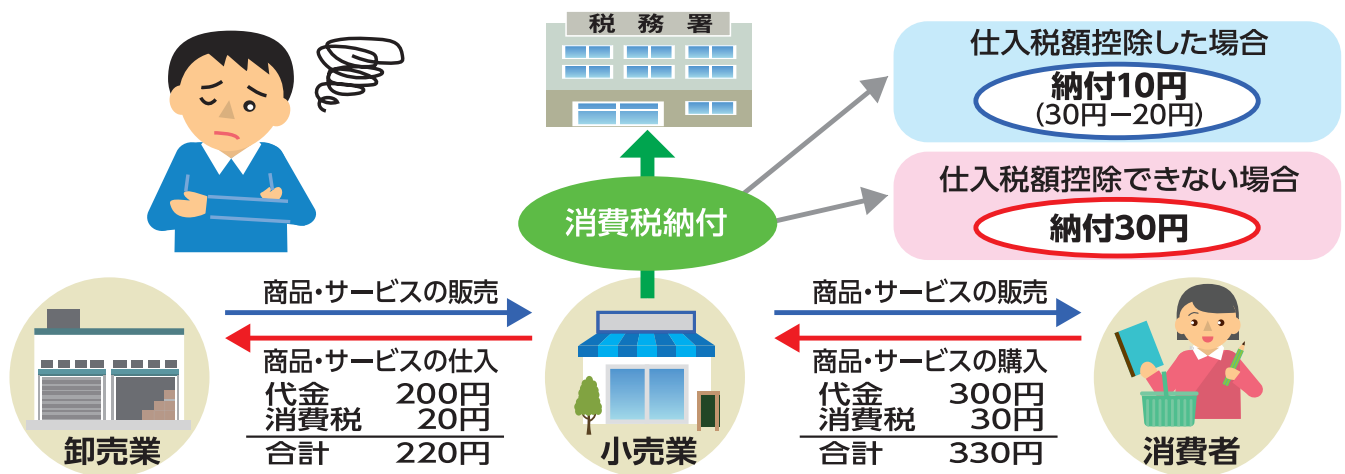 税務署
仕入税額控除した場合
納付10円
(30円－20円)
仕入税額控除できない場合
納付30円
消費税納付
商品・サービスの販売
商品・サービスの仕入
代金 200円
消費税 20円
合計 220円
商品・サービスの販売
商品・サービスの購入
代金 300円
消費税 30円
合計 330円
卸売業
小売業
消費者